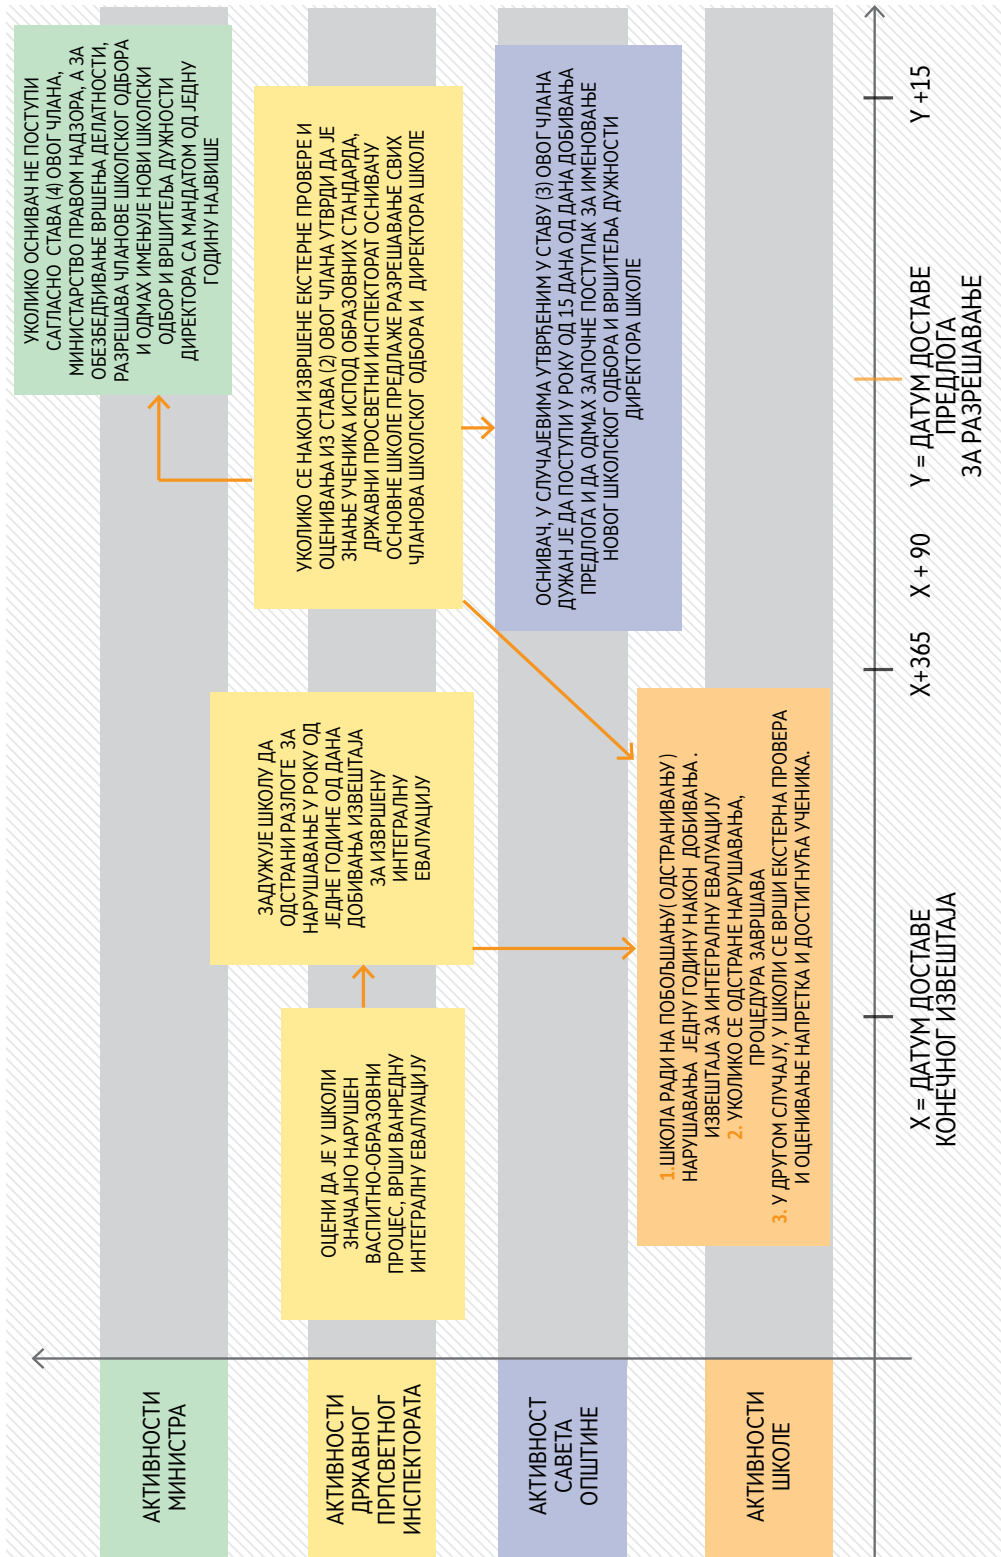 АКТИВНОСТИ
МИНИСТРА
УКОЛИКО ОСНИВАЧ НЕ ПОСТУПИ
САГЛАСНО СТАВА (4) ОВОГ ЧЛАНА,
МИНИСТАРСТВО ПРАВОМ НАДЗОРА, А ЗА
ОБЕЗБЕЂИВАЊЕ ВРШЕЊА ДЕЛАТНОСТИ,
РАЗРЕШАВА ЧЛАНОВЕ ШКОЛСКОГ ОДБОРА
И ОДМАХ ИМЕНУЈЕ НОВИ ШКОЛСКИ
ОДБОР И ВРШИТЕЉА ДУЖНОСТИ
ДИРЕКТОРА СА МАНДАТОМ ОД ЈЕДНУ
ГОДИНУ НАЈВИШЕ
АКТИВНОСТИ
ДРЖАВНОГ
ПРПСВЕТНОГ
ИНСПЕКТОРАТА
ОЦЕНИ ДА ЈЕ У ШКОЛИ
ЗНАЧАЈНО НАРУШЕН
ВАСПИТНО-ОБРАЗОВНИ
ПРОЦЕС, ВРШИ ВАНРЕДНУ
ИНТЕГРАЛНУ ЕВАЛУАЦИЈУ
ЗАДУЖУЈЕ ШКОЛУ ДА
ОДСТРАНИ РАЗЛОГЕ ЗА
НАРУШАВАЊЕ У РОКУ ОД
ЈЕДНЕ ГОДИНЕ ОД ДАНА
ДОБИВАЊА ИЗВЕШТАЈА
ЗА ИЗВРШЕНУ
ИНТЕГРАЛНУ
ЕВАЛУАЦИЈУ
УКОЛИКО СЕ НАКОН ИЗВРШЕНЕ ЕКСТЕРНЕ ПРОВЕРЕ И
ОЦЕНИВАЊА ИЗ СТАВА (2) ОВОГ ЧЛАНА УТВРДИ ДА ЈЕ
ЗНАЊЕ УЧЕНИКА ИСПОД ОБРАЗОВНИХ СТАНДАРДА,
ДРЖАВНИ ПРОСВЕТНИ ИНСПЕКТОРАТ ОСНИВАЧУ
ОСНОВНЕ ШКОЛЕ ПРЕДЛАЖЕ РАЗРЕШАВАЊЕ СВИХ
ЧЛАНОВА ШКОЛСКОГ ОДБОРА И ДИРЕКТОРА ШКОЛЕ
АКТИВНОСТ
САВЕТА
ОПШТИНЕ
ОСНИВАЧ, У СЛУЧАЈЕВИМА УТВРЂЕНИМ У СТАВУ (3) ОВОГ ЧЛАНА
ДУЖАН ЈЕ ДА ПОСТУПИ У РОКУ ОД 15 ДАНА ОД ДАНА ДОБИВАЊА
ПРЕДЛОГА И ДА ОДМАХ ЗАПОЧНЕ ПОСТУПАК ЗА ИМЕНОВАЊЕ
НОВОГ ШКОЛСКОГ ОДБОРА И ВРШИТЕЉА ДУЖНОСТИ
ДИРЕКТОРА ШКОЛЕ
АКТИВНОСТИ
ШКОЛЕ
1.ШКОЛА РАДИ НА ПОБОЉШАЊУ( ОДСТРАНИВАЊУ )
НАРУШАВАЊА ЈЕДНУ ГОДИНУ НАКОН ДОБИВАЊА .
ИЗВЕШТАЈА ЗА ИНТЕГРАЛНУ ЕВАЛУАЦИЈУ
2. УКОЛИКО СЕ ОДСТРАНЕ НАРУШАВАЊА,
ПРОЦЕДУРА ЗАВРШАВА
3. У ДРУГОМ СЛУЧАЈУ, У ШКОЛИ СЕ ВРШИ ЕКСТЕРНА ПРОВЕРА
И ОЦЕНИВАЊЕ НАПРЕТКА И ДОСТИГНУЋА УЧЕНИКА.
X = ДАТУМ ДОСТАВЕ
КОНЕЧНОГ ИЗВЕШТАЈА
X+365
X + 90
Y = ДАТУМ ДОСТАВЕ
ПРЕДЛОГА
ЗА РАЗРЕШАВАЊЕ
Y +15